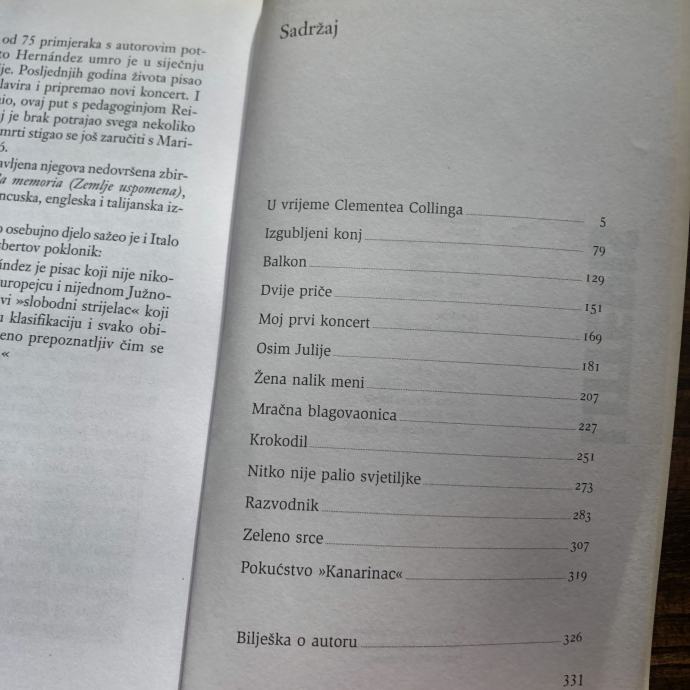 od 75 primjeraka s autorovim pot-
to Hernández umro je u siječnju
je. Posljednjih godina života pisao
lavira i pripremao novi koncert. I
io, ovaj put s pedagoginjom Rei-
j je brak potrajao svega nekoliko
mrti stigao se još zaručiti s Mari-
6.
avljena njegova nedovršena zbir-
a memoria (Zemlje uspomena),
ncuska, engleska i talijanska iz-
o osebujno djelo sažeo je i Italo
sbertov poklonik:
ández je pisac koji nije niko-
uropejcu i nijednom Južno-
vi »slobodni strijelac« koji
u klasifikaciju i svako obi-
eno prepoznatljiv čim se
«
Sadržaj
U vrijeme Clementea Collinga 5
Izgubljeni konj 79
Balkon 129
Dvije priče 151
Moj prvi koncert 169
Osim Julije 181
Žena nalik meni 207
Mračna blagovaonica 227
Krokodil 251
Nitko nije palio svjetiljke 273
Razvodnik 283
Zeleno srce 307
Pokućstvo »Kanarinac« 319
Bilješka o autoru 326
331